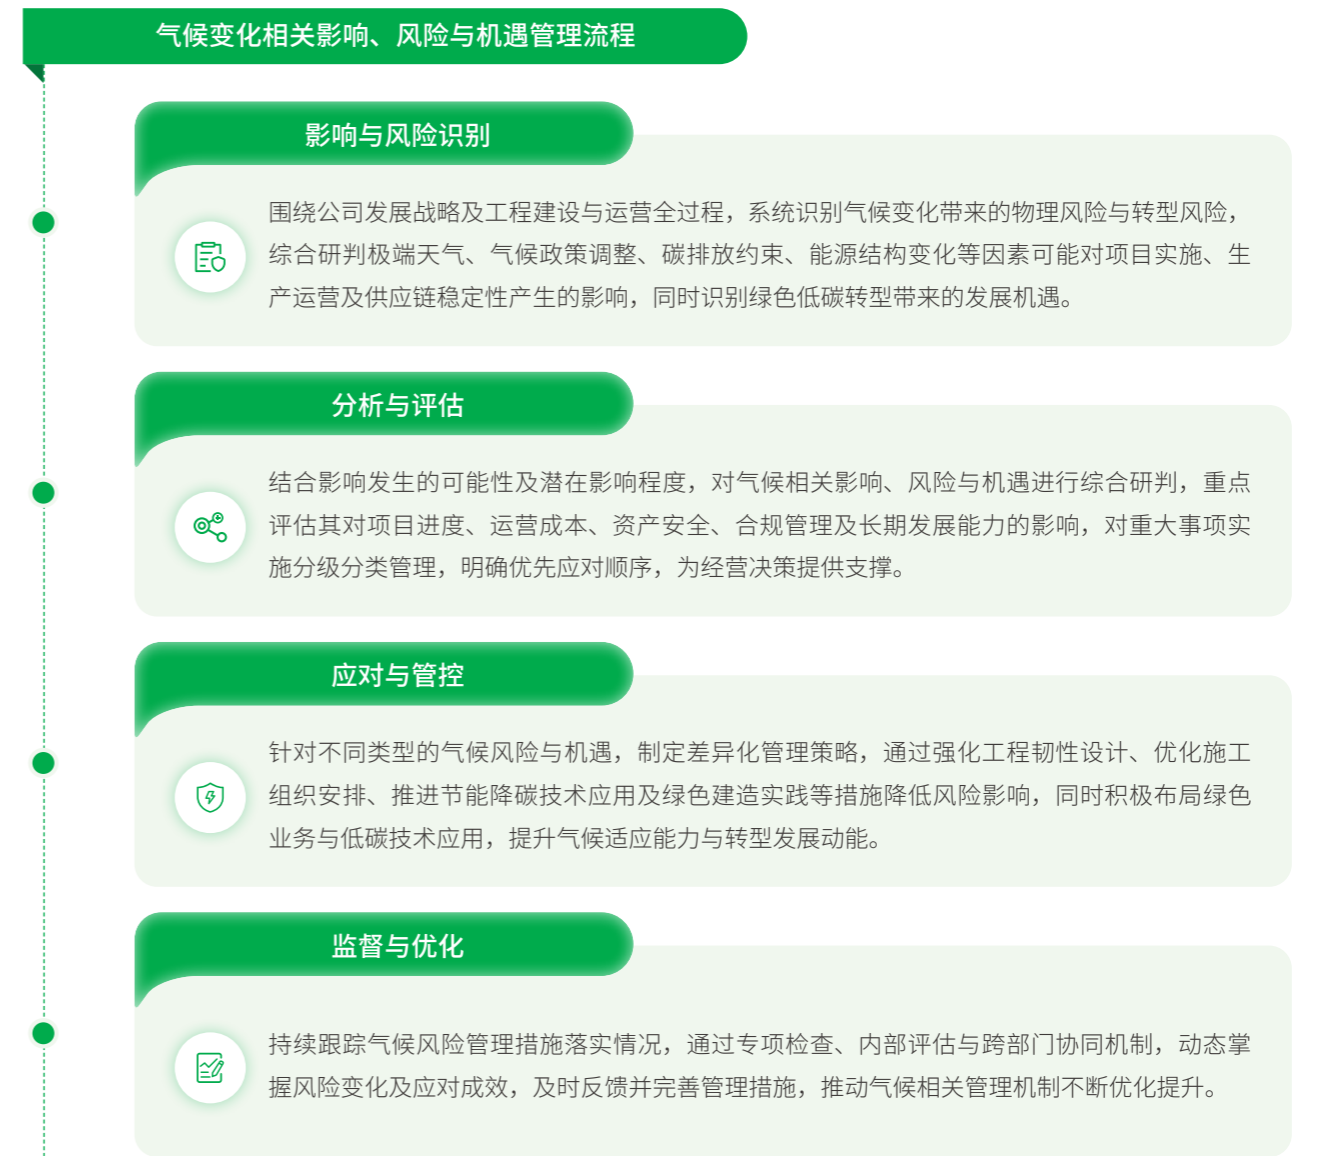 气候变化相关影响、风险与机遇管理流程
影响与风险识别
围绕公司发展战略及工程建设与运营全过程，系统识别气候变化带来的物理风险与转型风险，
综合研判极端天气、气候政策调整、碳排放约束、能源结构变化等因素可能对项目实施、生
产运营及供应链稳定性产生的影响，同时识别绿色低碳转型带来的发展机遇。
分析与评估
结合影响发生的可能性及潜在影响程度，对气候相关影响、风险与机遇进行综合研判，重点
评估其对项目进度、运营成本、资产安全、合规管理及长期发展能力的影响，对重大事项实
施分级分类管理，明确优先应对顺序，为经营决策提供支撑。
应对与管控
针对不同类型的气候风险与机遇，制定差异化管理策略，通过强化工程韧性设计、优化施工
组织安排、推进节能降碳技术应用及绿色建造实践等措施降低风险影响，同时积极布局绿色
业务与低碳技术应用，提升气候适应能力与转型发展动能。
监督与优化
持续跟踪气候风险管理措施落实情况，通过专项检查、内部评估与跨部门协同机制，动态掌
握风险变化及应对成效，及时反馈并完善管理措施，推动气候相关管理机制不断优化提升。